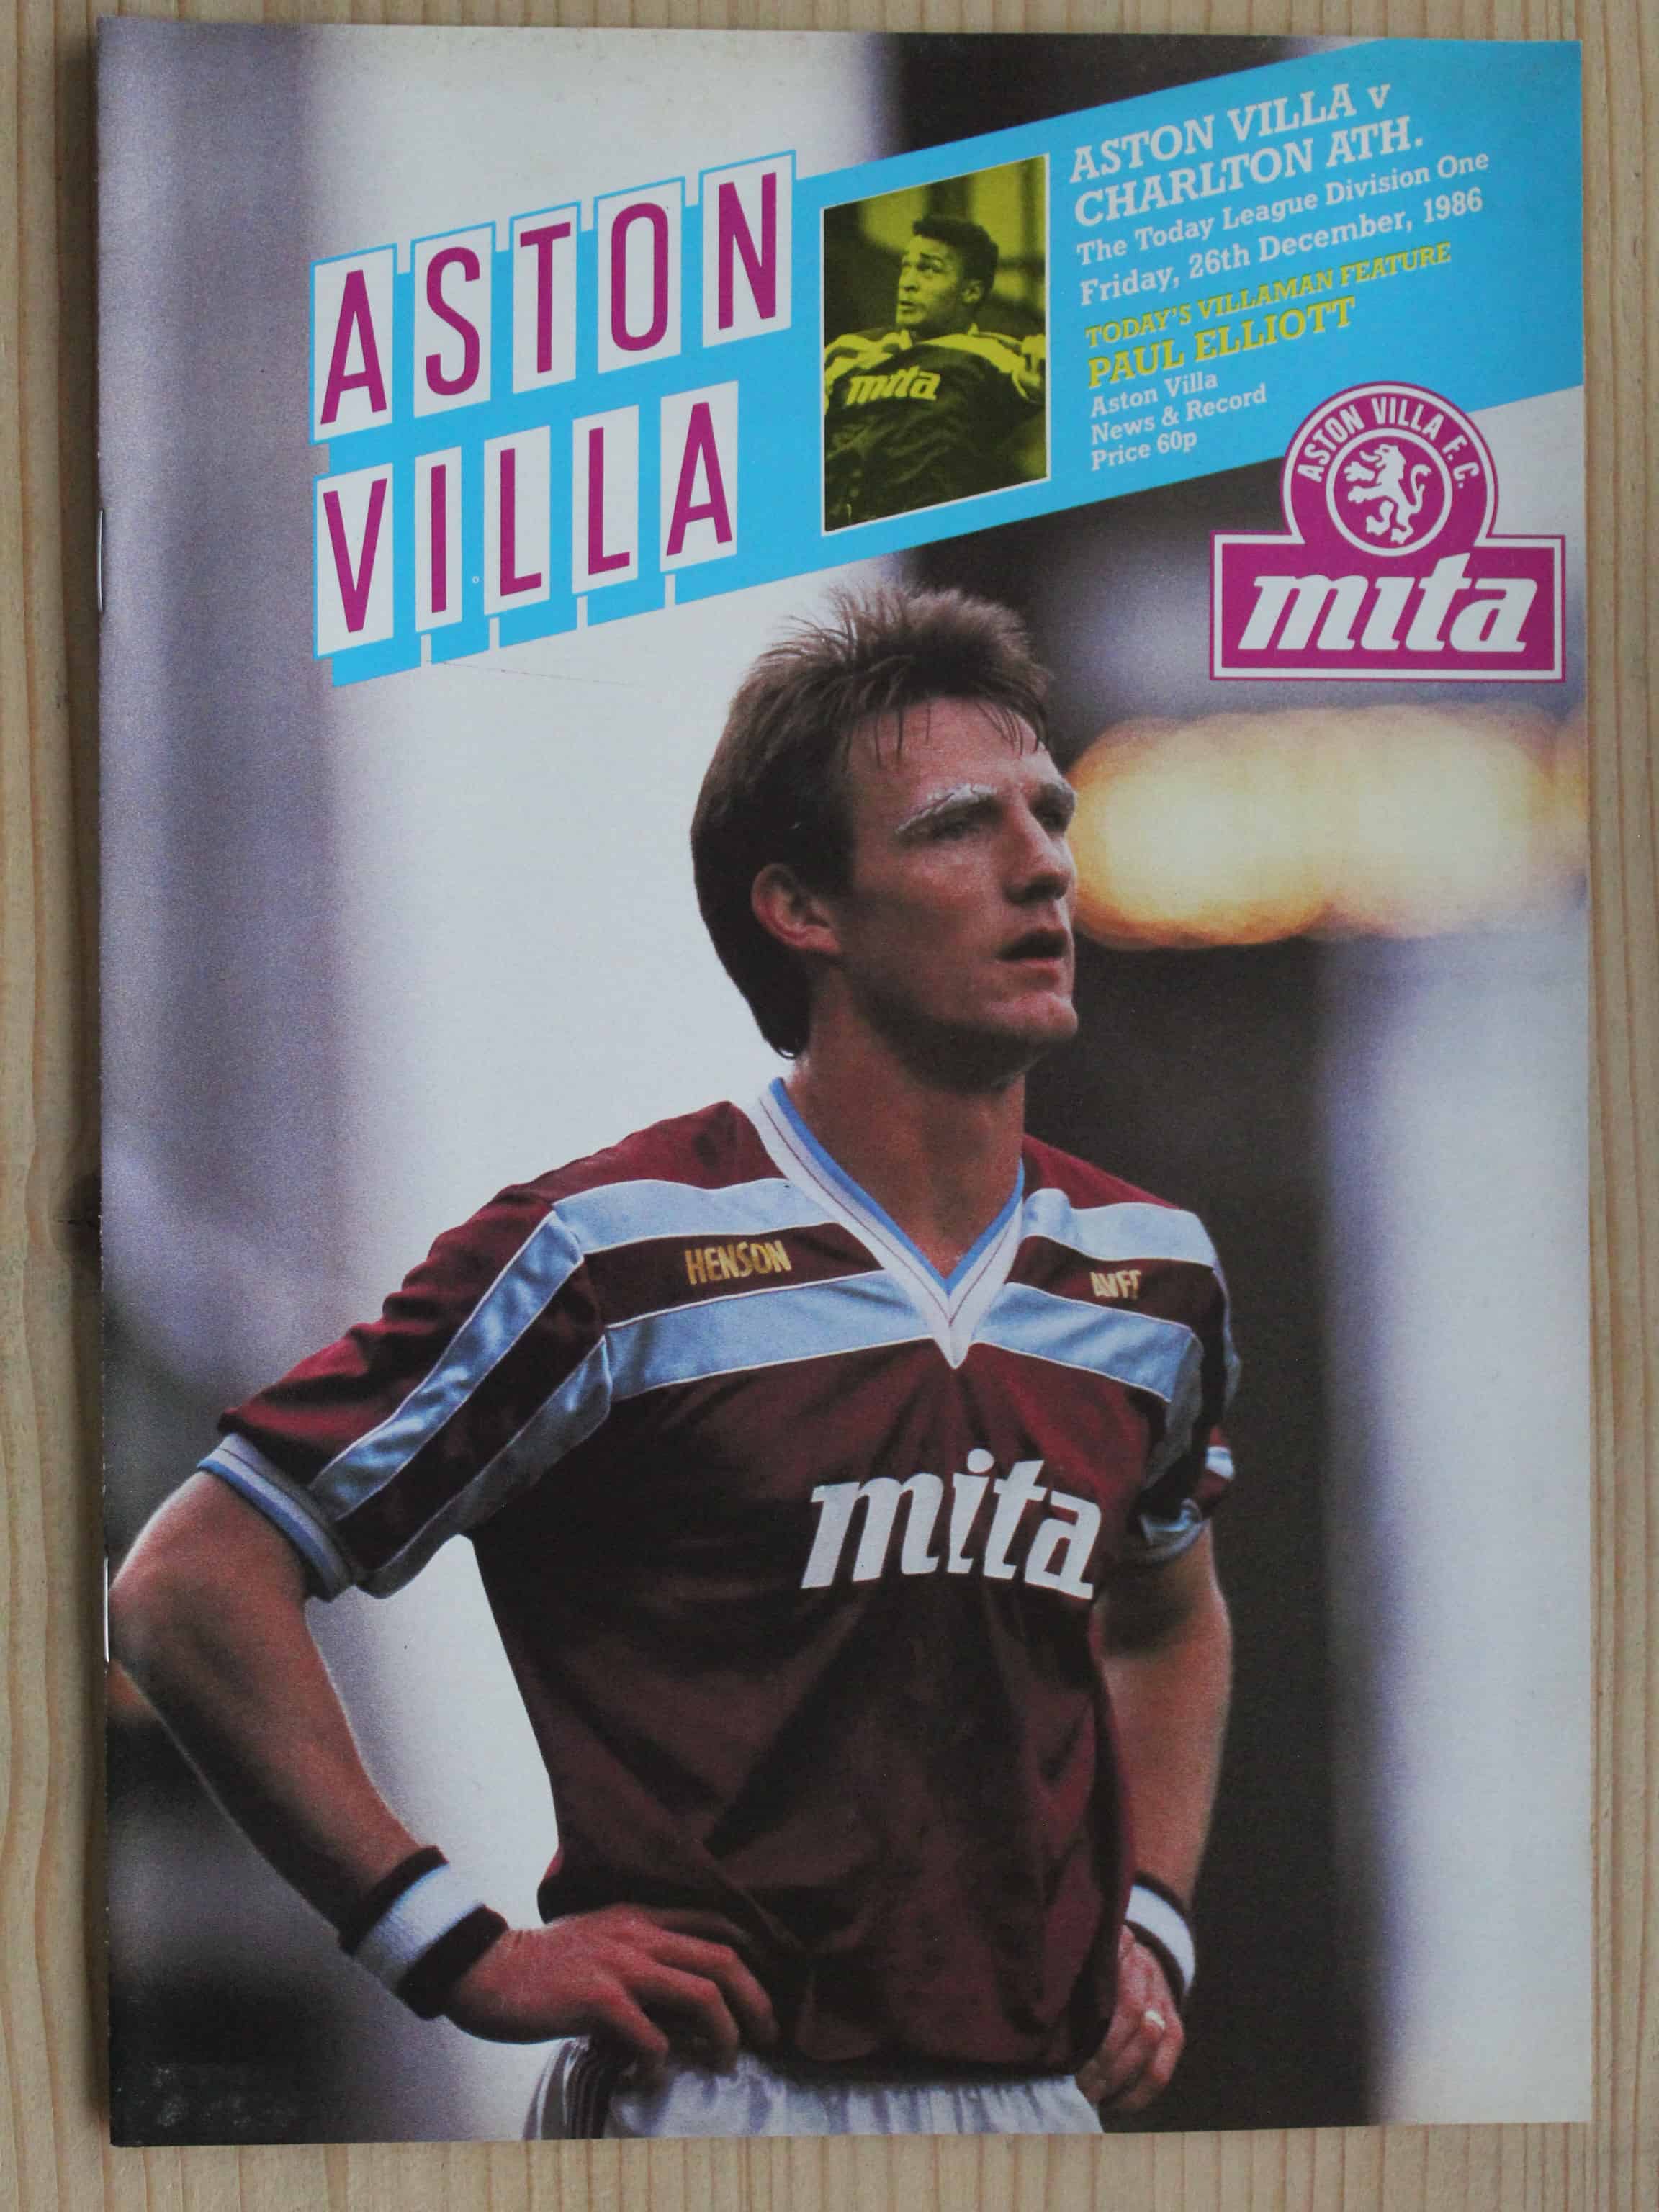 ASTON
VILLA
mita
ASTON VILLA v
CHARLTON ATH.
The Today League Division One
Friday, 26th December, 1986
TODAY'S VILLAMAN FEATURE
PAUL ELLIOTT
Aston Villa
News & Record
Price 60p
ASTON VILLA F.C.
mita
HENSON
AVFC
mita